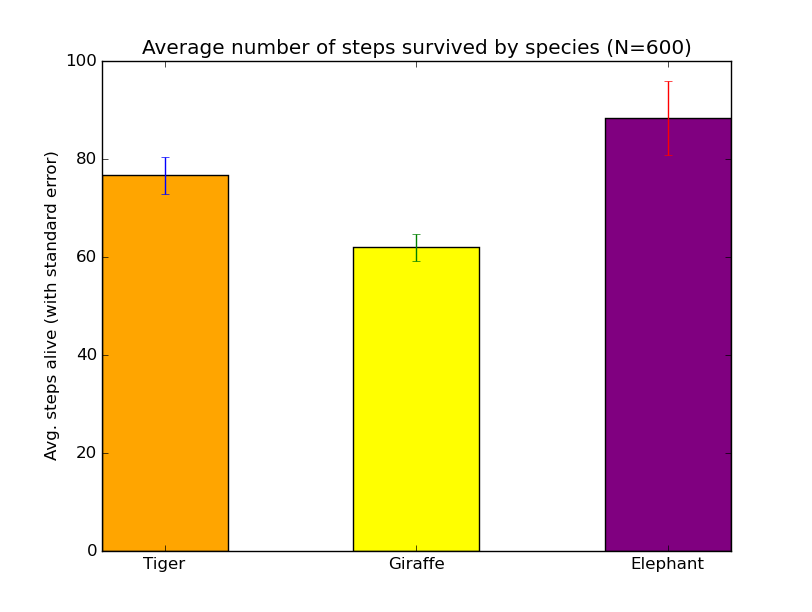 Average number of steps survived by species (N=600)
Avg. steps alive (with standard error)
100
80
60
40
20
0
Tiger
Giraffe
Elephant